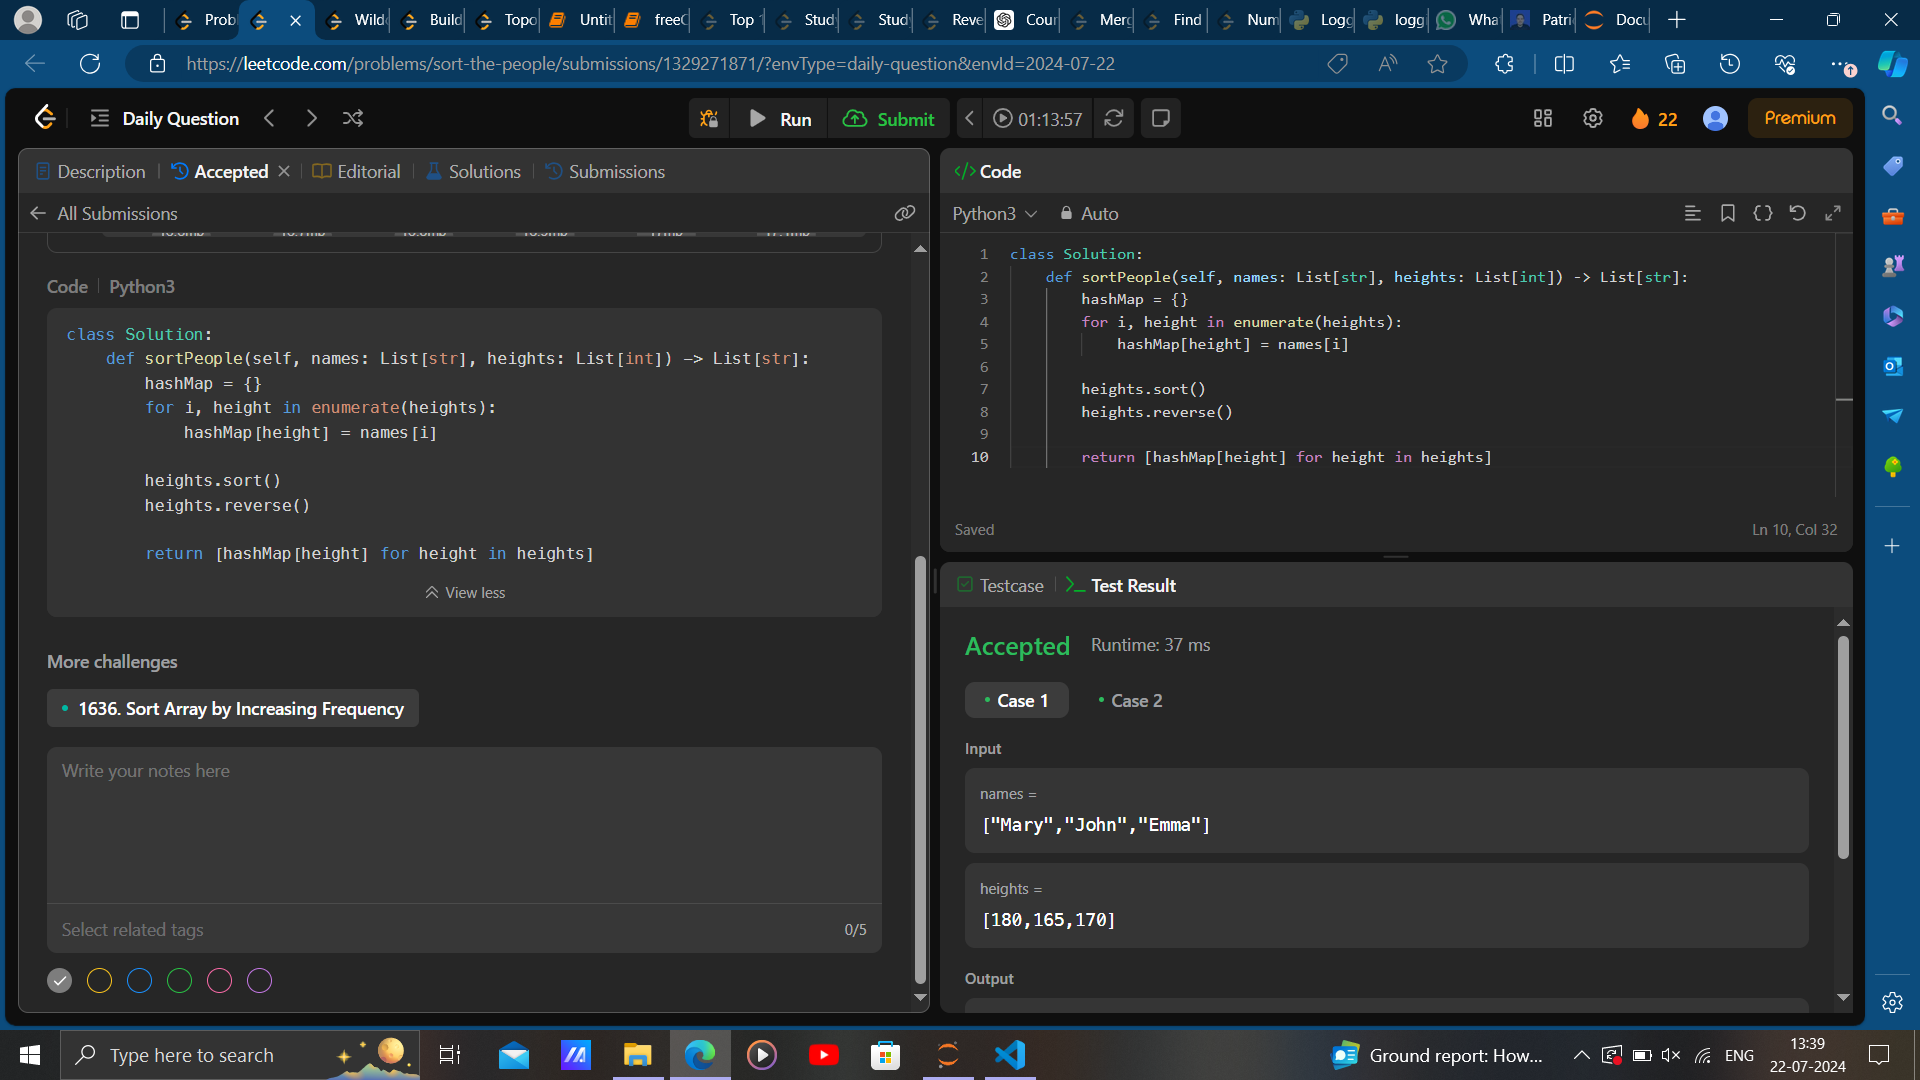 Prob
Wild
Build
Topo
Untit
freeC
Top 1
Stud
Stud
Reve
Cour
Merg
Find
Num
Logg
logg
What
Patri
Docu
https://leetcode.com/problems/sort-the-people/submissions/1329271871/?envType=daily-question&envId=2024-07-22
Daily Question
Run
Submit
01:13:57
22
Premium
Description
Accepted
Editorial
Solutions
Submissions
All Submissions
Code
Python3
class Solution:
def sortPeople(self, names: List[str], heights: List[int]) -> List[str]:
hashMap = {}
for i, height in enumerate(heights):
hashMap[height] = names[i]
heights.sort()
heights.reverse()
return [hashMap[height] for height in heights]
View less
More challenges
1636. Sort Array by Increasing Frequency
Write your notes here
Select related tags
0/5
Code
Python3
Auto
1 class Solution:
2 def sortPeople(self, names: List[str], heights: List[int]) -> List[str]:
3 hashMap = {}
4 for i, height in enumerate(heights):
5 hashMap[height] = names[i]
6
7 heights.sort()
8 heights.reverse()
9
10 return [hashMap[height] for height in heights]
Saved
Ln 10, Col 32
Testcase
Test Result
Accepted
Runtime: 37 ms
Case 1
Case 2
Input
names =
["Mary","John","Emma"]
heights =
[180,165,170]
Output
Type here to search
Ground report: How...
ENG
13:39
22-07-2024